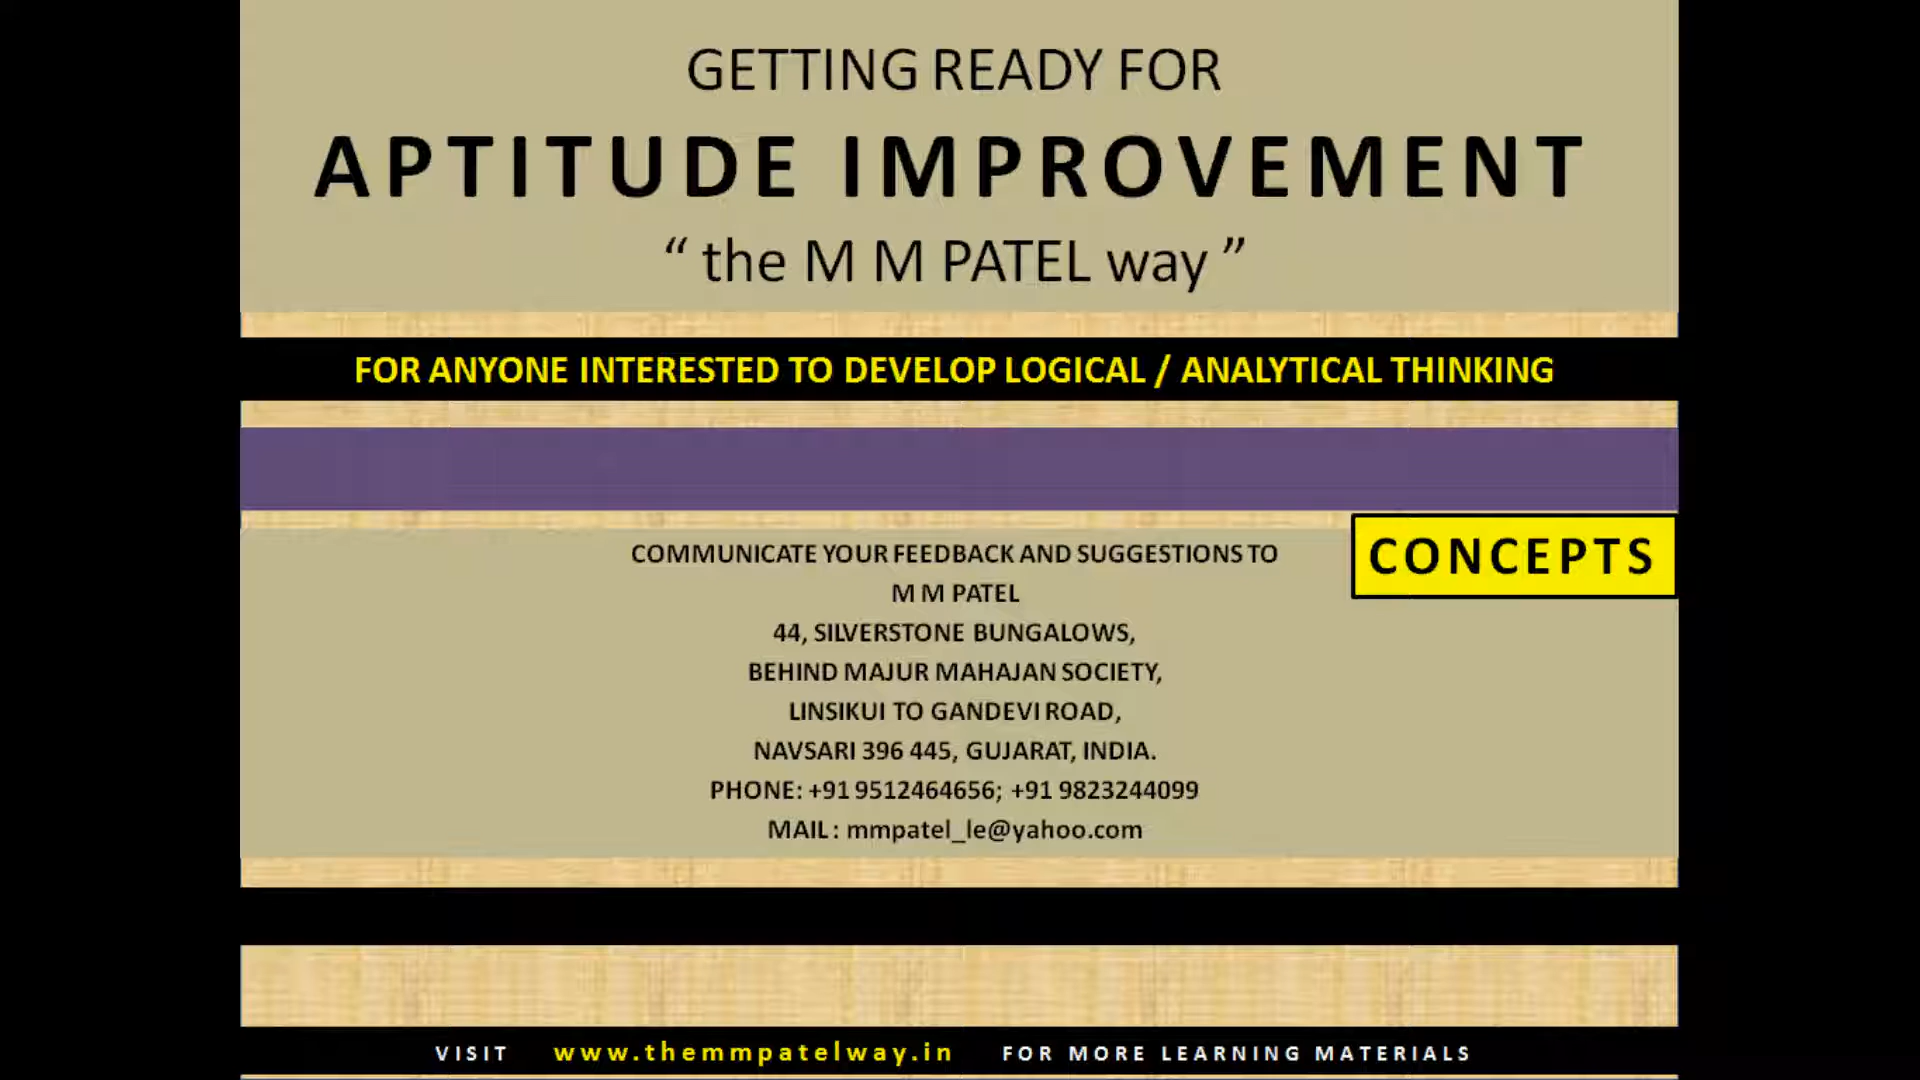 GETTING READY FOR
APTITUDE IMPROVEMENT
“ the M M PATEL way ”
FOR ANYONE INTERESTED TO DEVELOP LOGICAL / ANALYTICAL THINKING
CONCEPTS
COMMUNICATE YOUR FEEDBACK AND SUGGESTIONS TO
M M PATEL
44, SILVERSTONE BUNGALOWS,
BEHIND MAJUR MAHAJAN SOCIETY,
LINSIKUI TO GANDEVI ROAD,
NAVSARI 396 445, GUJARAT, INDIA.
PHONE: +91 9512464656; +91 9823244099
MAIL : mmpatel_le@yahoo.com
VISIT www.themmpatelway.in FOR MORE LEARNING MATERIALS